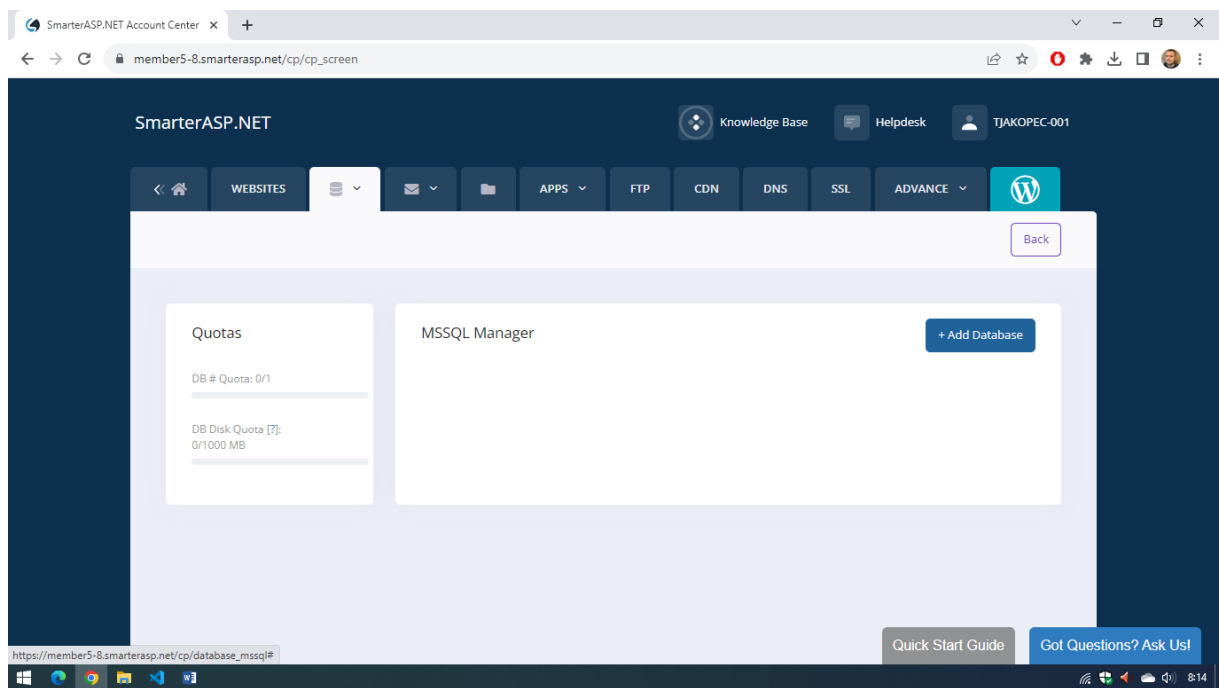 SmarterASP.NET Account Center
member5-8.smarterasp.net/cp/cp_screen
SmarterASP.NET
Knowledge Base
Helpdesk
TJAKOPEC-001
WEBSITES
APPS
FTP
CDN
DNS
SSL
ADVANCE
Back
Quotas
DB # Quota: 0/1
DB Disk Quota [?]:
0/1000 MB
MSSQL Manager
+ Add Database
Quick Start Guide
Got Questions? Ask Us!
https://member5-8.smarterasp.net/cp/database_mssql#
8:14